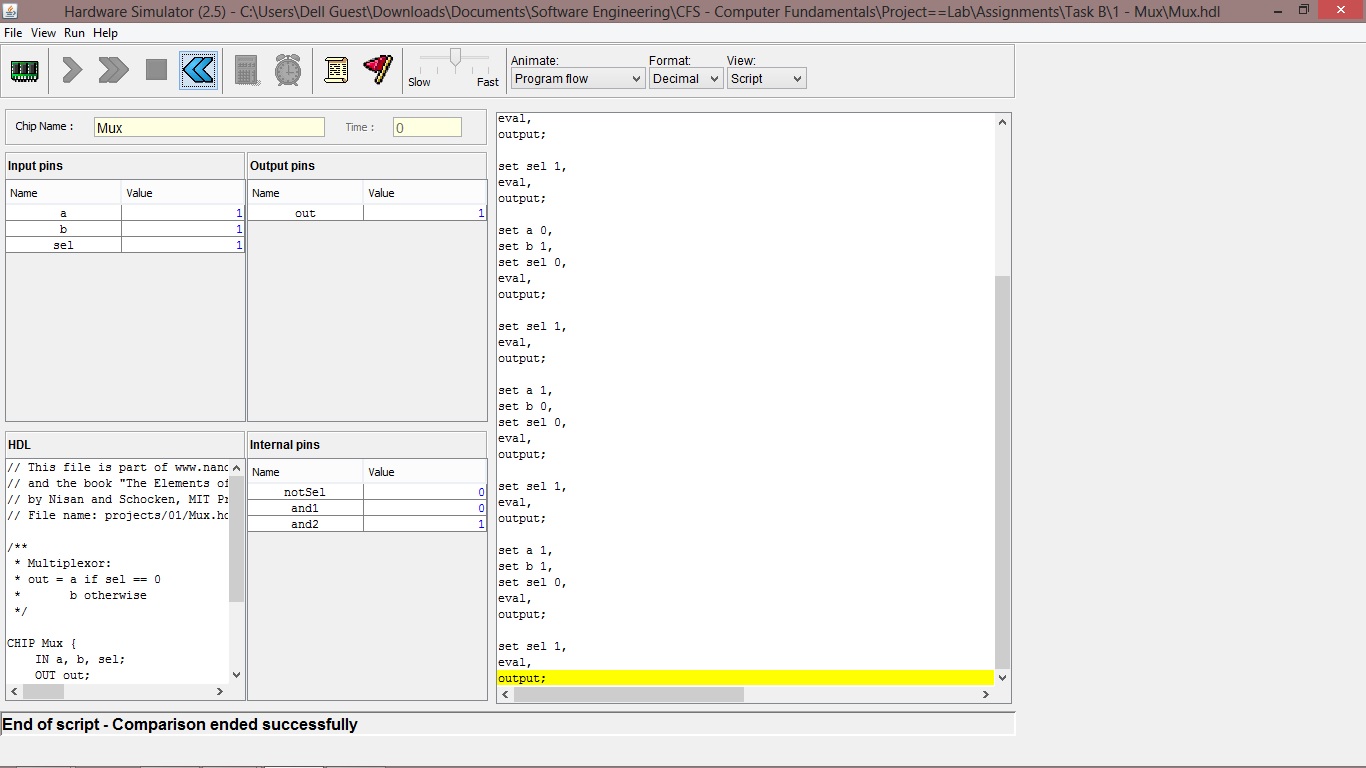 Hardware Simulator (2.5) - C:\Users\Dell Guest\Downloads\Documents\Software Engineering\CFS - Computer Fundamentals\Project==Lab\Assignments\Task B\1 - Mux\Mux.hdl
File View Run Help
Slow Fast
Animate:
Program flow
Format:
Decimal
View:
Script
Chip Name :
Mux
Time :
0
Input pins
Name Value
a 1
b 1
sel 1
Output pins
Name Value
out 1
HDL
// This file is part of www.nand
// and the book "The Elements of
// by Nisan and Schocken, MIT Pr
// File name: projects/01/Mux.hd
/**
* Multiplexor:
* out = a if sel == 0
* b otherwise
*/
CHIP Mux {
IN a, b, sel;
OUT out;
Internal pins
Name Value
notSel 0
and1 0
and2 1
eval,
output;
set sel 1,
eval,
output;
set a 0,
set b 1,
set sel 0,
eval,
output;
set sel 1,
eval,
output;
set a 1,
set b 0,
set sel 0,
eval,
output;
set sel 1,
eval,
output;
set a 1,
set b 1,
set sel 0,
eval,
output;
set sel 1,
eval,
output;
End of script - Comparison ended successfully